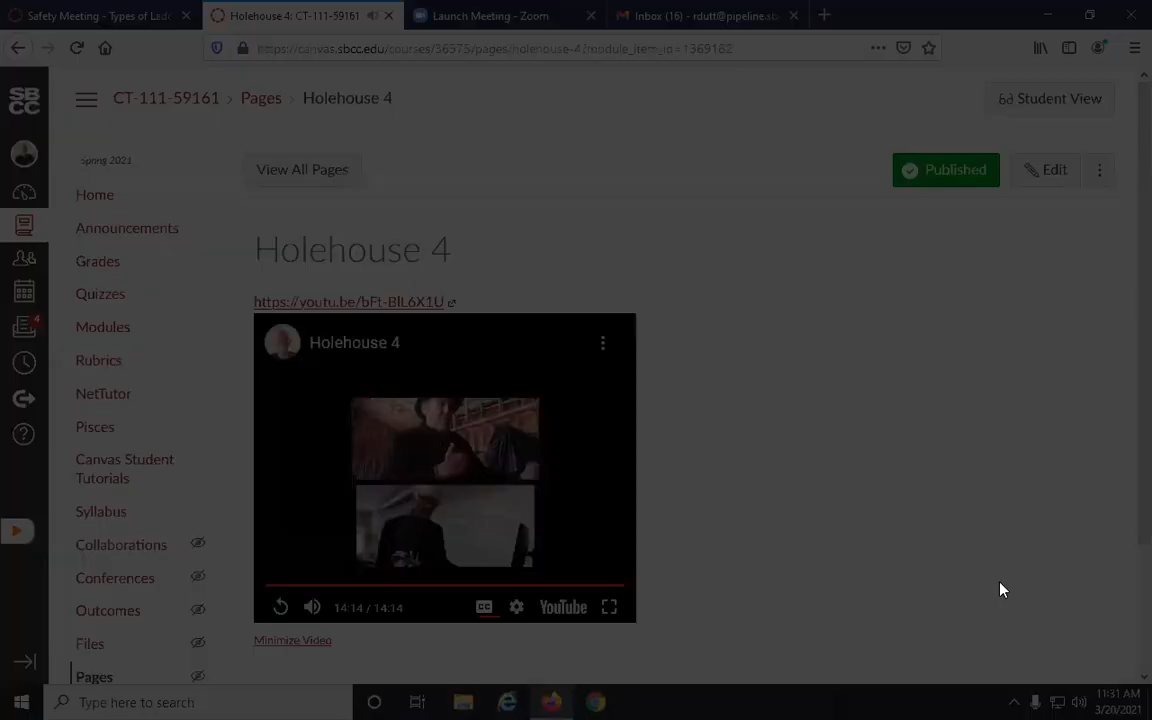 Safety Meeting - Types of Lad
Holehouse 4: CT-111-59161
Launch Meeting - Zoom
Inbox (16) - rdutt@pipeline.sb
https://canvas.sbcc.edu/courses/36575/pages/holehouse-4?module_item_id=1369182
SB
CC
CT-111-59161 › Pages › Holehouse 4
Student View
Spring 2021
View All Pages
Published
Edit
Home
Announcements
Holehouse 4
Grades
https://youtu.be/bFt-BlL6X1U
Quizzes
Holehouse 4
Modules
4
Rubrics
NetTutor
Pisces
Canvas Student
Tutorials
Syllabus
Collaborations
Conferences
Outcomes
14:14 / 14:14
CC
YouTube
Files
Minimize Video
Pages
Type here to search
11:31 AM
3/20/2021